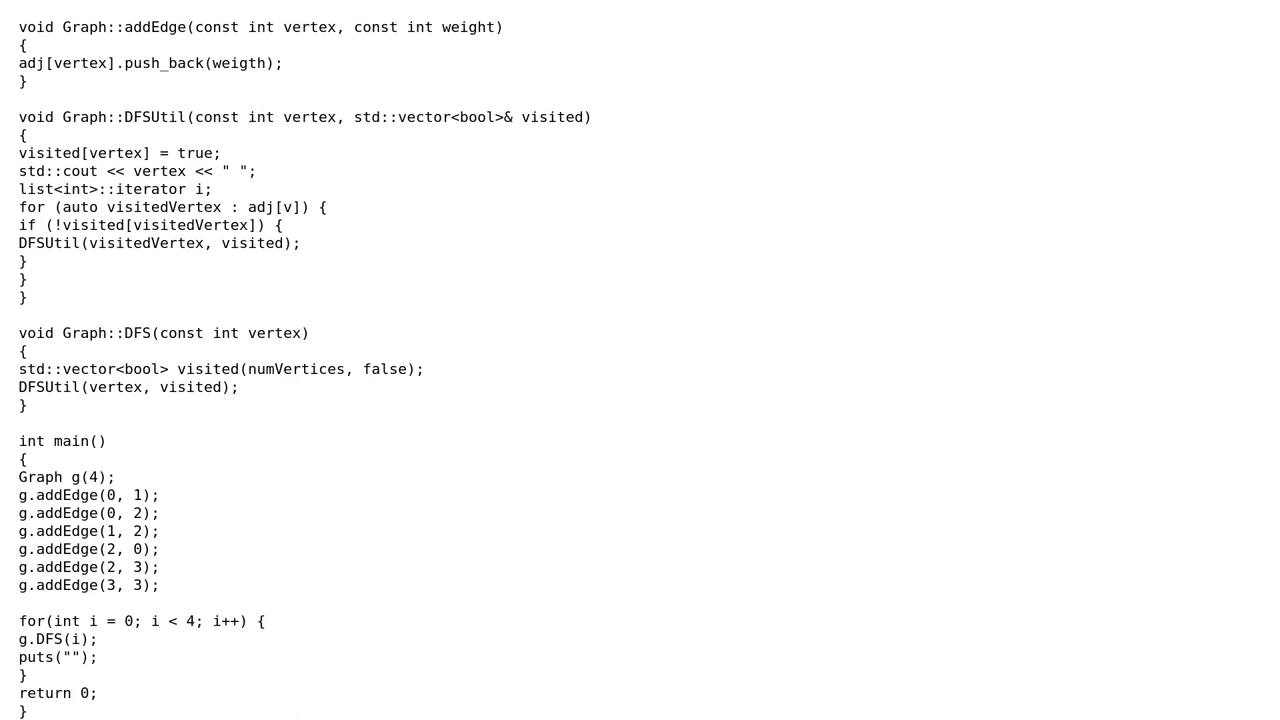 void Graph::addEdge(const int vertex, const int weight)
{
adj[vertex].push_back(weigth);
}

void Graph::DFSUtil(const int vertex, std::vector<bool>& visited)
{
visited[vertex] = true;
std::cout << vertex << " ";
list<int>::iterator i;
for (auto visitedVertex : adj[v]) {
if (!visited[visitedVertex]) {
DFSUtil(visitedVertex, visited);
}
}
}

void Graph::DFS(const int vertex)
{
std::vector<bool> visited(numVertices, false);
DFSUtil(vertex, visited);
}

int main()
{
Graph g(4);
g.addEdge(0, 1);
g.addEdge(0, 2);
g.addEdge(1, 2);
g.addEdge(2, 0);
g.addEdge(2, 3);
g.addEdge(3, 3);

for(int i = 0; i < 4; i++) {
g.DFS(i);
puts("");
}
return 0;
}